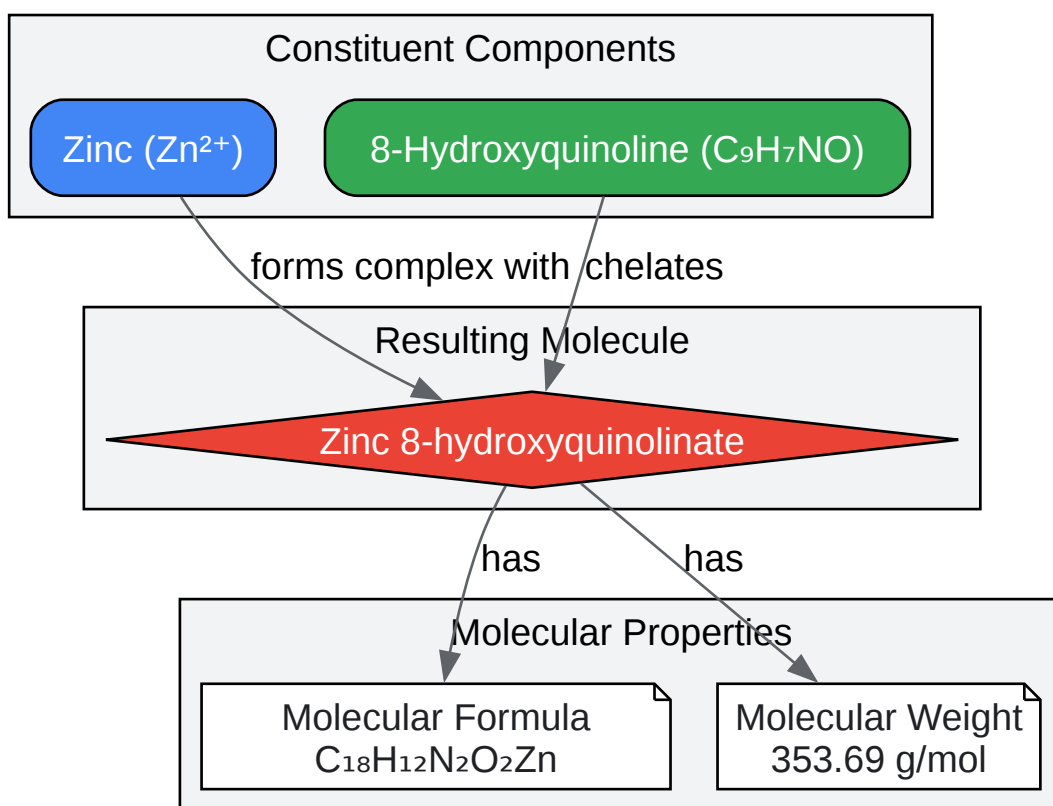 Constituent Components
Zinc (Zn²⁺)
8-Hydroxyquinoline (C₉H₇NO)
forms complex with
chelates
Resulting Molecule
Zinc 8-hydroxyquinolinate
has
has
Molecular Properties
Molecular Formula
C₁₈H₁₂N₂O₂Zn
Molecular Weight
353.69 g/mol